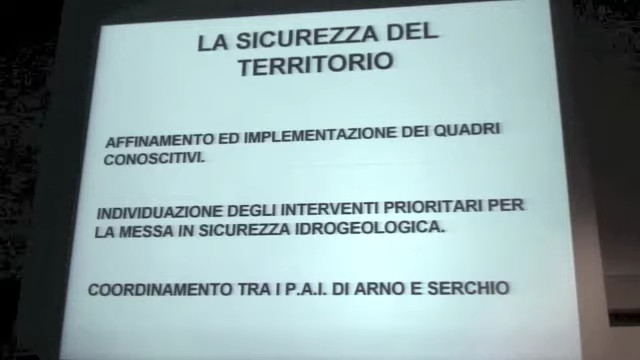 LA SICUREZZA DEL
TERRITORIO
AFFINAMENTO ED IMPLEMENTAZIONE DEI QUADRI
CONOSCITIVI.
INDIVIDUAZIONE DEGLI INTERVENTI PRIORITARI PER
LA MESSA IN SICUREZZA IDROGEOLOGICA.
COORDINAMENTO TRA I P.A.I. DI ARNO E SERCHIO